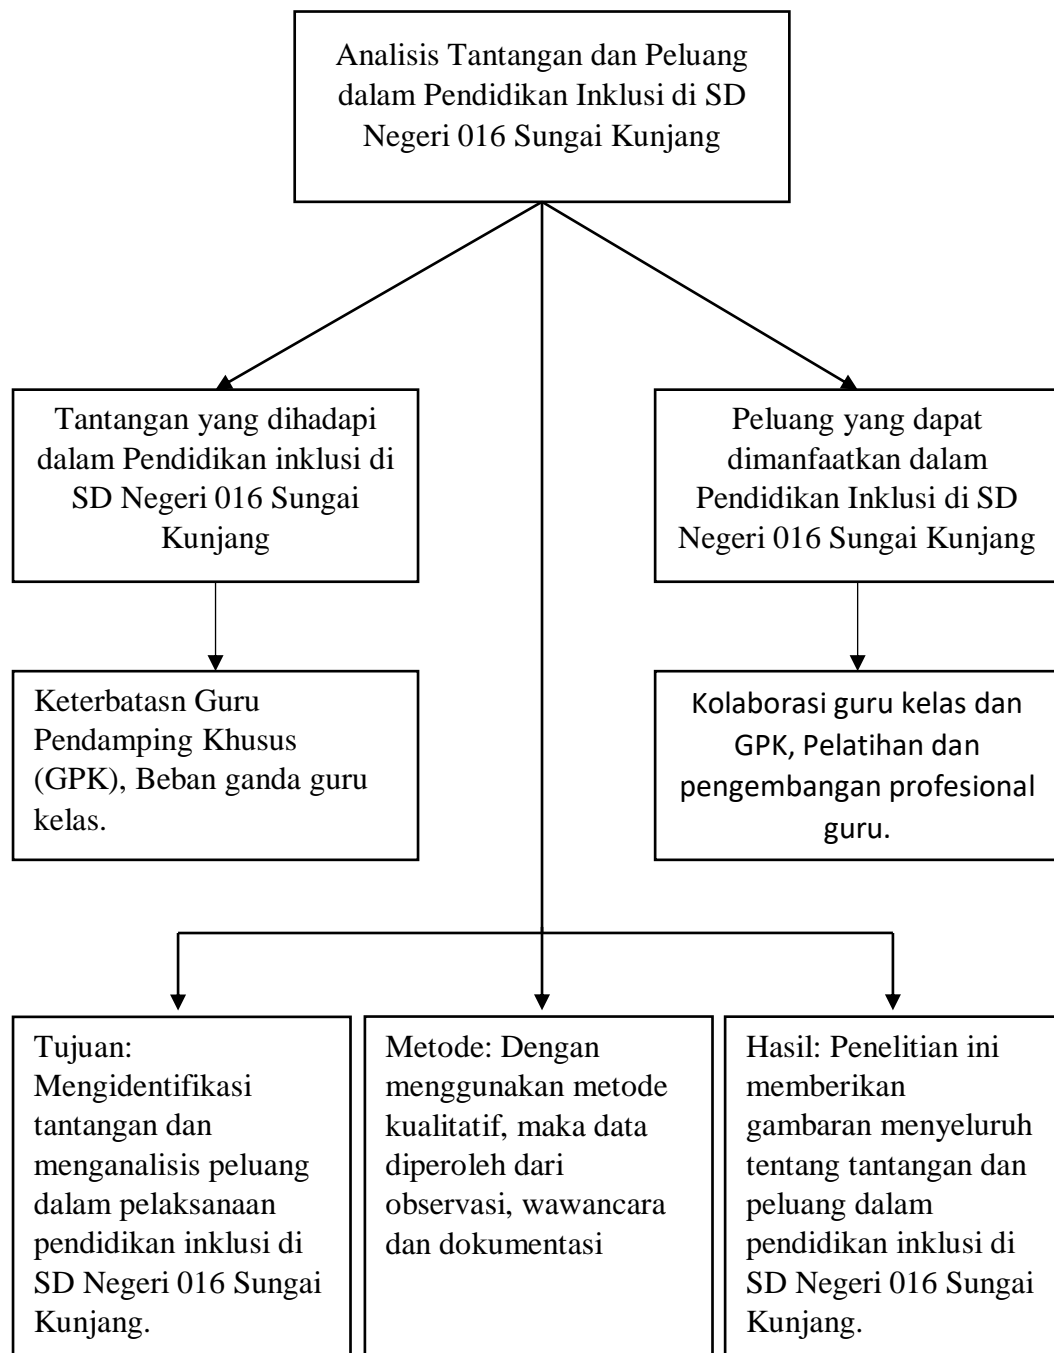 Analisis Tantangan dan Peluang
dalam Pendidikan Inklusi di SD
Negeri 016 Sungai Kunjang
Tantangan yang dihadapi
dalam Pendidikan inklusi di
SD Negeri 016 Sungai
Kunjang
Peluang yang dapat
dimanfaatkan dalam
Pendidikan Inklusi di SD
Negeri 016 Sungai Kunjang
Keterbatasn Guru
Pendamping Khusus
(GPK), Beban ganda guru
kelas.
Kolaborasi guru kelas dan
GPK, Pelatihan dan
pengembangan profesional
guru.
Tujuan:
Mengidentifikasi
tantangan dan
menganalisis peluang
dalam pelaksanaan
pendidikan inklusi di
SD Negeri 016 Sungai
Kunjang.
Metode: Dengan
menggunakan metode
kualitatif, maka data
diperoleh dari
observasi, wawancara
dan dokumentasi
Hasil: Penelitian ini
memberikan
gambaran menyeluruh
tentang tantangan dan
peluang dalam
pendidikan inklusi di
SD Negeri 016 Sungai
Kunjang.